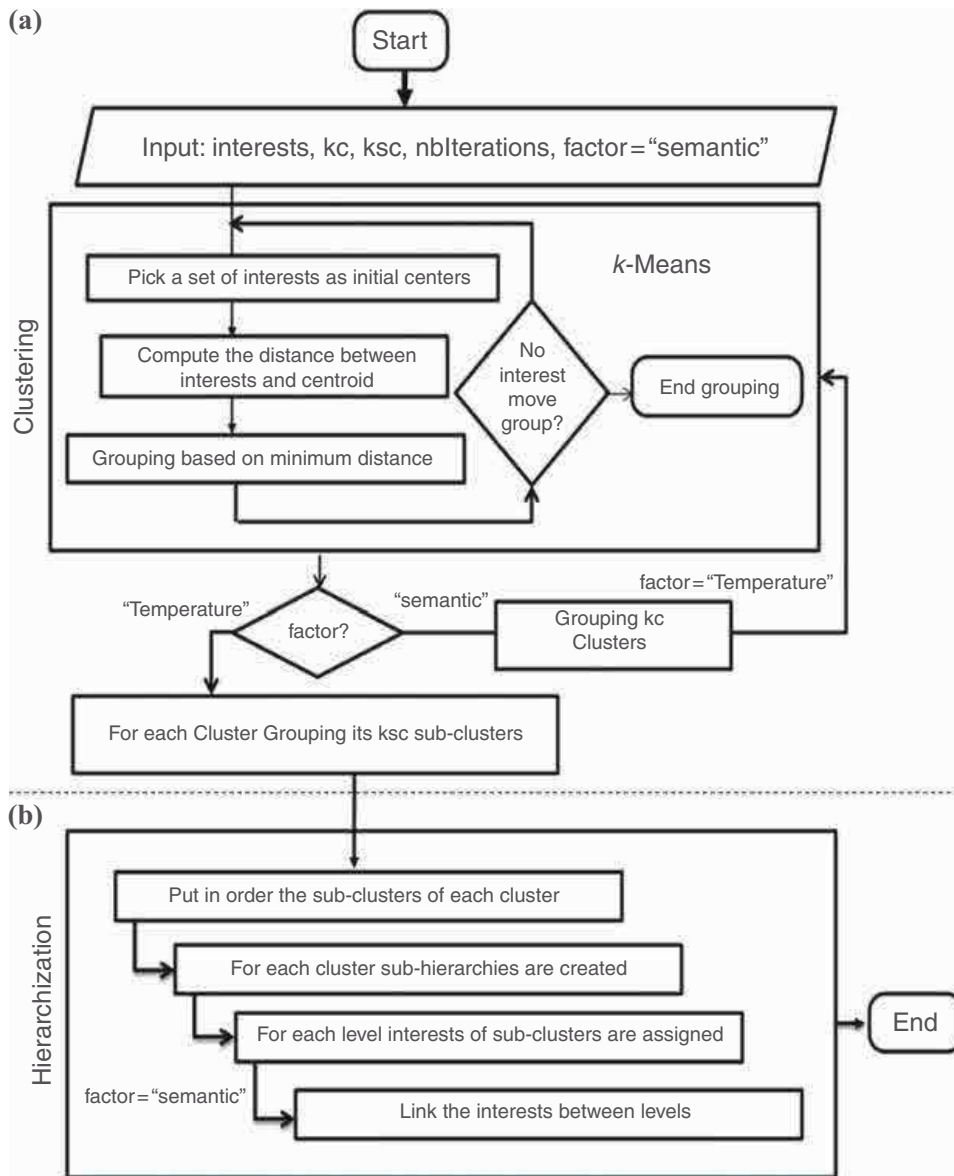 (a)
Start
Input: interests, kc, ksc, nbIterations, factor="semantic"
Clustering
k-Means
Pick a set of interests as initial centers
Compute the distance between
interests and centroid
Grouping based on minimum distance
No
interest
move
group?
End grouping
factor="Temperature"
"Temperature"
factor?
"semantic"
Grouping kc
Clusters
For each Cluster Grouping its ksc sub-clusters
(b)
Hierarchization
Put in order the sub-clusters of each cluster
For each cluster sub-hierarchies are created
For each level interests of sub-clusters are assigned
factor="semantic"
Link the interests between levels
End